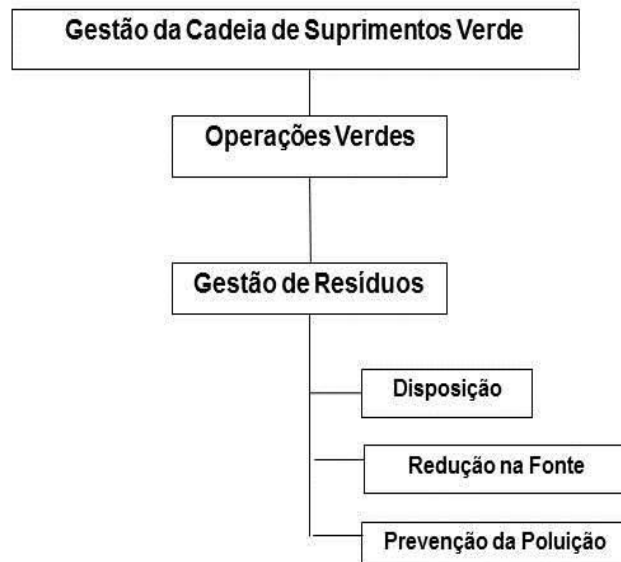 Gestão da Cadeia de Suprimentos Verde
Operações Verdes
Gestão de Resíduos
Disposição
Redução na Fonte
Prevenção da Poluição